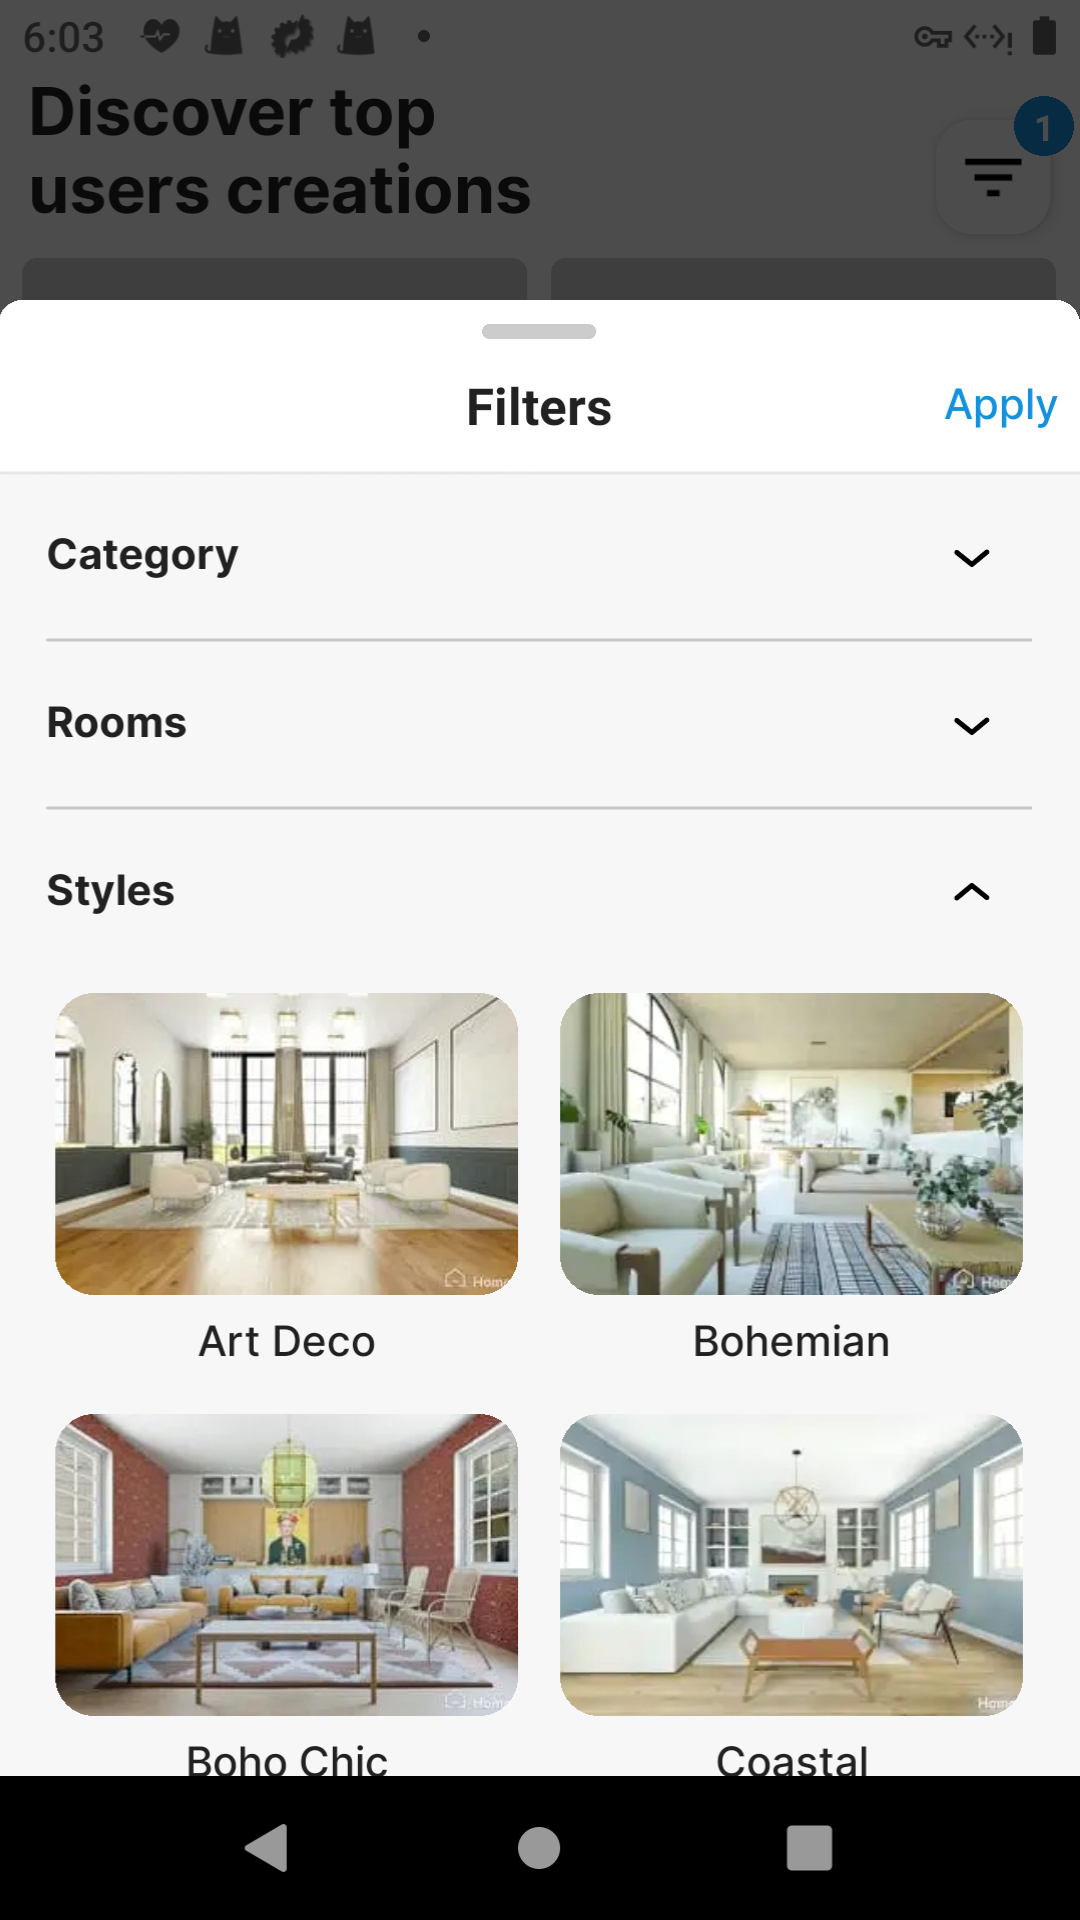 6:03
Discover top
users creations
1
Filters
Apply
Category
Rooms
Styles
Home
Home
Art Deco
Bohemian
Home
Home
Boho Chic
Coastal